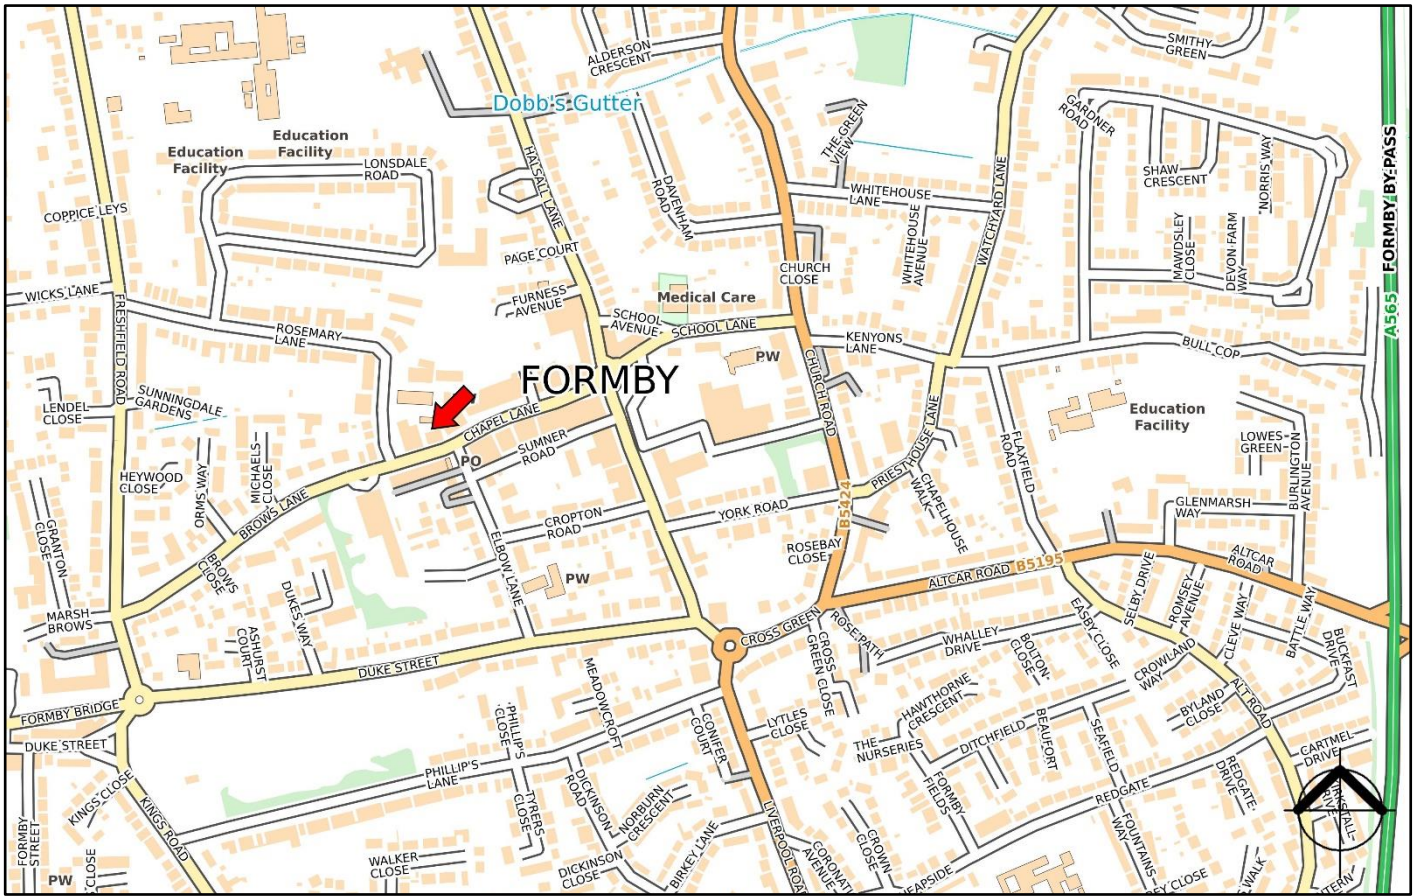 SMITHY
GREEN
ALDERSON
CRESCENT
Dobb's Gutter
GARDNER
ROAD
THE GREEN
VIEW
Education
Facility
Education
Facility
LONSDALE
ROAD
HALSALL LANE
DAVENHAM
ROAD
WHITEHOUSE
LANE
WATCHYARD LANE
SHAW
CRESCENT
NORRIS WAY
FORMBY BY-PASS
A565
COPPICE LEYS
PAGE COURT
WHITEHOUSE
AVENUE
MAWDSLEY
CLOSE
DEVON FARM
WAY
CHURCH
CLOSE
WICKS LANE
FURNESS
AVENUE
Medical Care
SCHOOL
AVENUE
SCHOOL LANE
FRESHFIELD ROAD
ROSEMARY
LANE
KENYONS
LANE
BULL COP
PW
FORMBY
CHURCH ROAD
SUNNINGDALE
GARDENS
LENDEL
CLOSE
CHAPEL LANE
SUMNER
ROAD
PO
PRIESTHOUSE LANE
FLAXFIELD
ROAD
Education
Facility
LOWES
GREEN
BURLINGTON
AVENUE
HEYWOOD
CLOSE
ORMS WAY
MICHAELS
CLOSE
BROWS LANE
CHAPELHOUSE
WALK
B5424
YORK ROAD
CROPTON
ROAD
GLENMARSH
WAY
GRANTON
CLOSE
ELBOW LANE
ROSEBAY
CLOSE
ALTCAR ROAD
B5195
ALTCAR
ROAD
BROWS
CLOSE
DUKES WAY
PW
MARSH
BROWS
ASHURST
COURT
CROSS GREEN
CROSS
GREEN CLOSE
ROSE PATH
WHALLEY
DRIVE
BOLTON
CLOSE
EASBY CLOSE
SELBY DRIVE
ROMSEY
AVENUE
CLEVE WAY
BATTLE WAY
BUCKFAST
DRIVE
DUKE STREET
CROWLAND
WAY
ALT ROAD
FORMBY BRIDGE
DUKE STREET
PHILLIP'S
CLOSE
MEADOWCROFT
CONIFER
COURT
LYTLES
CLOSE
HAWTHORNE
CRESCENT
THE
NURSERIES
DITCHFIELD
BEAUFORT
SEAFIELD
BYLAND
CLOSE
CARTMEL
DRIVE
KINGS CLOSE
KINGS ROAD
PHILLIP'S
LANE
TYRERS
CLOSE
DICKINSON
ROAD
NORBURN
CRESCENT
FORMBY
FIELDS
REDGATE
REDGATE
DRIVE
FORMBY
STREET
LIVERPOOL ROAD
FOUNTAINS
WAY
WALKER
CLOSE
DICKINSON
CLOSE
BIRKEY LANE
CROWN
CLOSE
PW
CLOSE
WALK